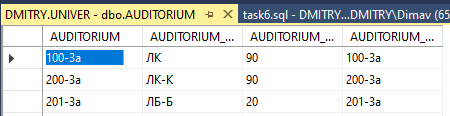 DMITRY.UNIVER - dbo.AUDITORIUM task6.sql - DMITRY...DMITRY\Dimav (65
AUDITORIUM AUDITORIUM_... AUDITORIUM_... AUDITORIUM_...
100-3a ЛК 90 100-3a
200-3a ЛК-К 90 200-3a
201-3a ЛБ-Б 20 201-3a